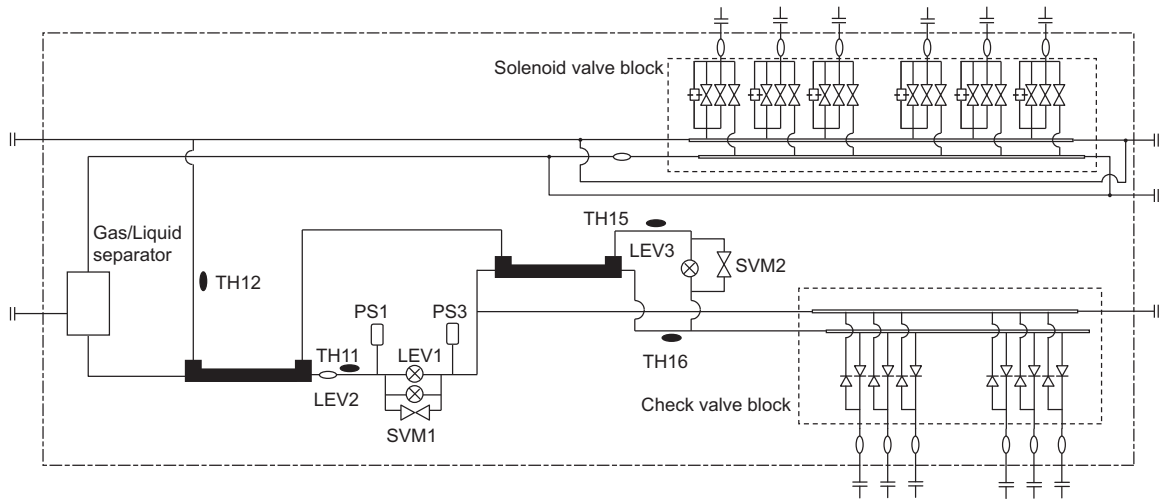 Solenoid valve block
TH15
Gas/Liquid
separator
LEV3
SVM2
TH12
PS1
PS3
TH11
LEV1
TH16
LEV2
Check valve block
SVM1